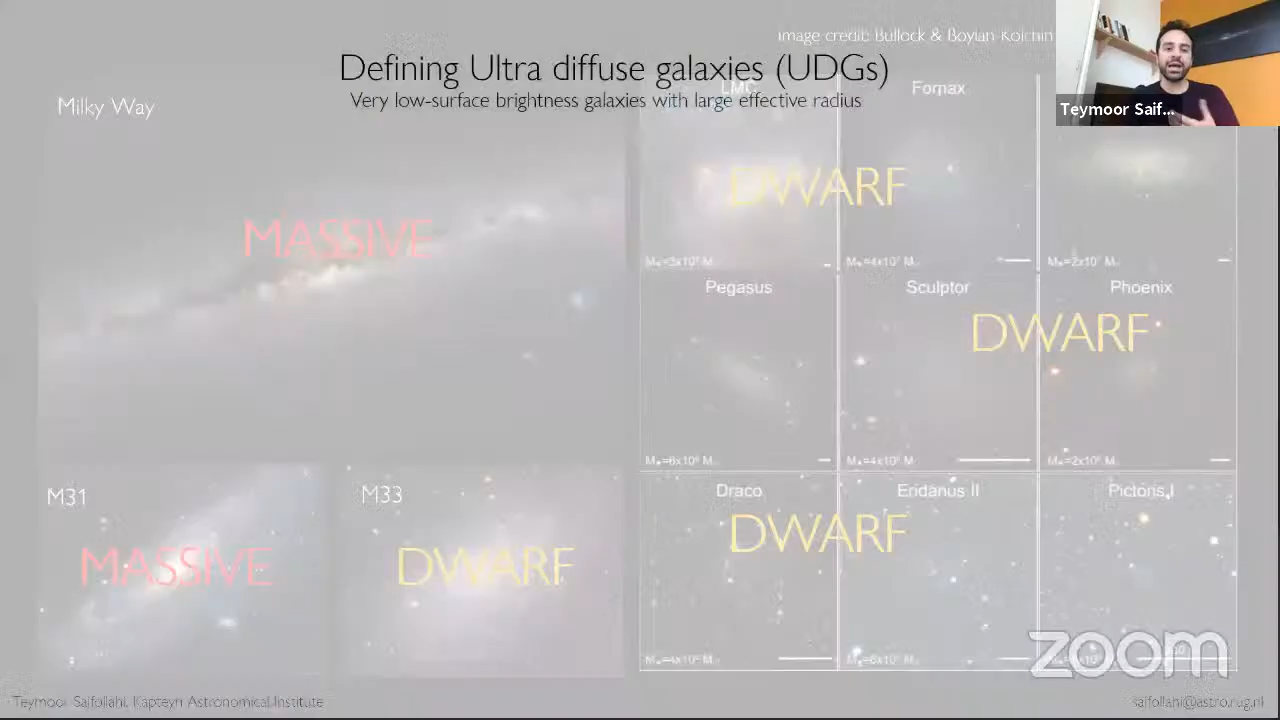 image credit: Bullock & Boylan-Kolchin
Defining Ultra diffuse galaxies (UDGs)
Very low-surface brightness galaxies with large effective radius
Teymoor Saif...
Milky Way
MASSIVE
LMC
Fornax
DWARF
Pegasus
Sculptor
Phoenix
DWARF
M31
MASSIVE
M33
DWARF
Draco
Eridanus II
Pictoris I
DWARF
zoom
Teymoor Saifollahi, Kapteyn Astronomical Institute
saifollahi@astro.rug.nl